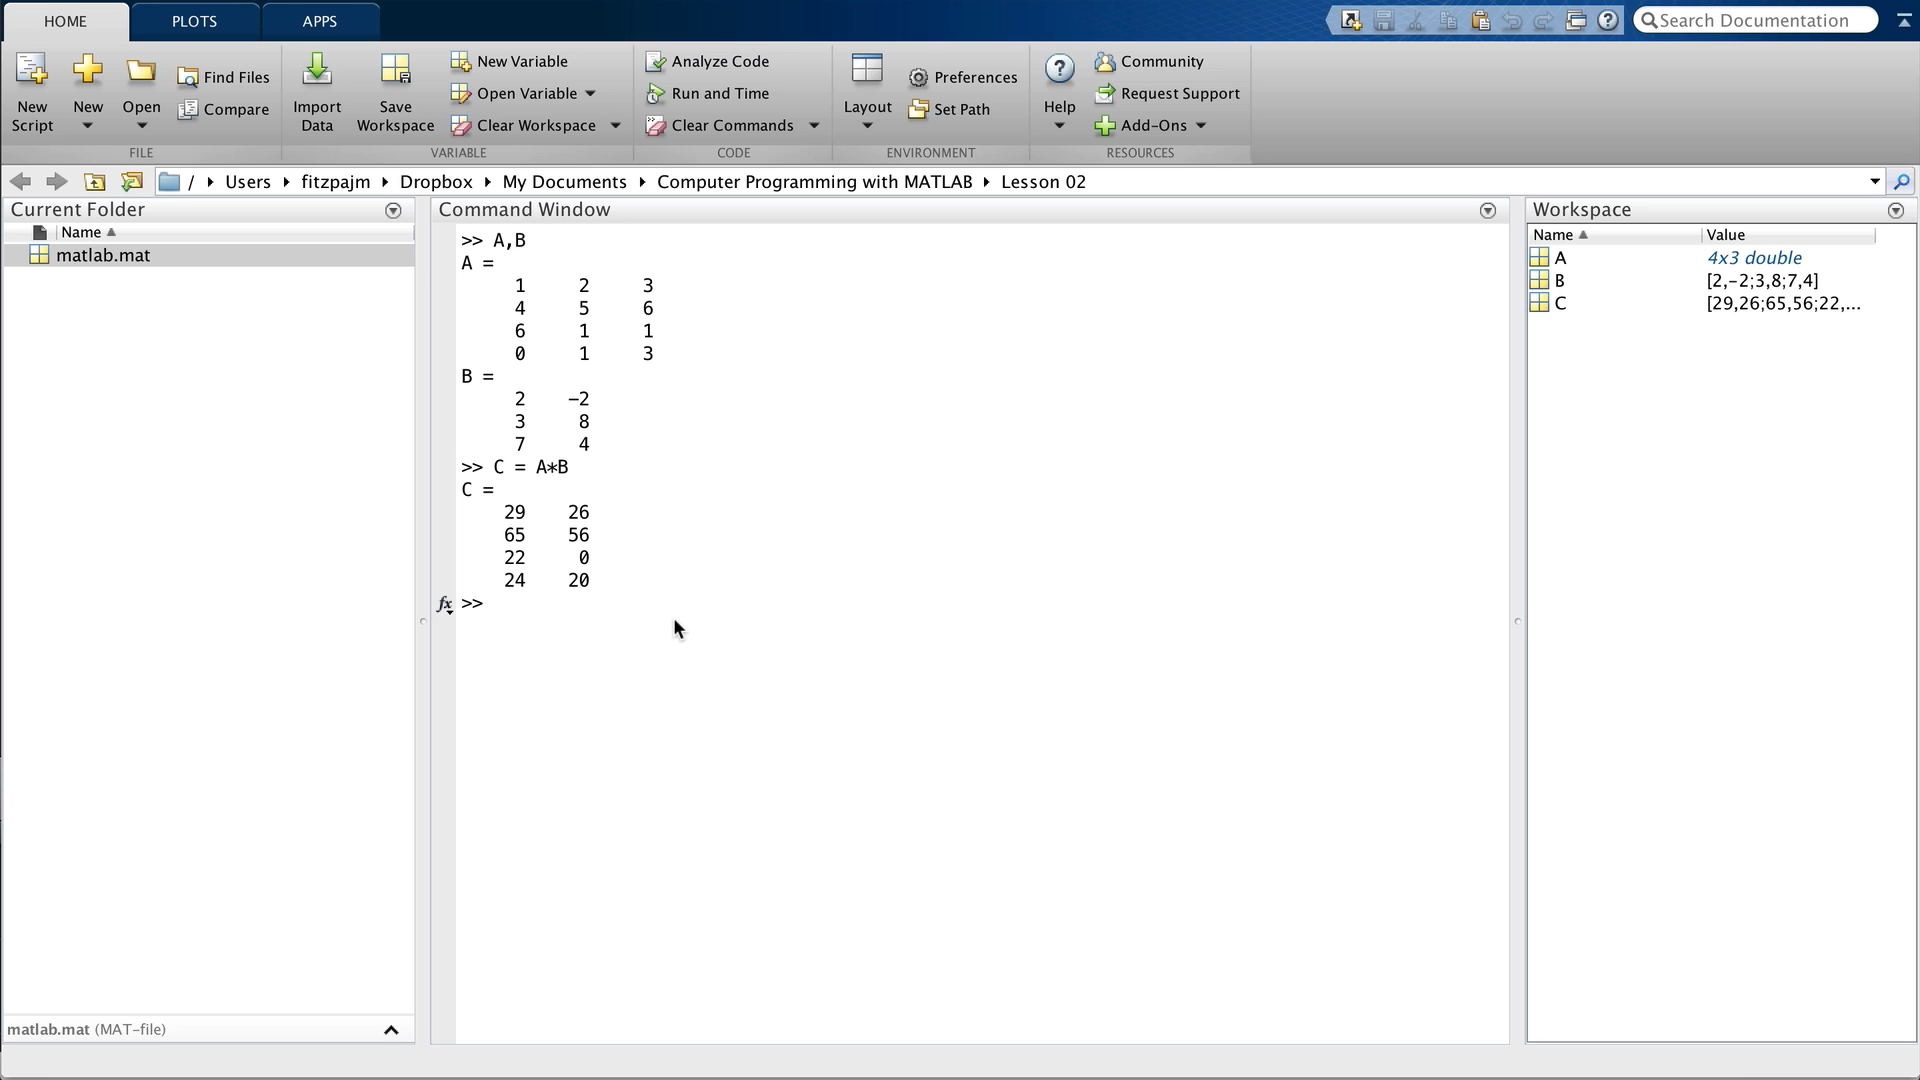 HOME PLOTS APPS
Search Documentation
New Script
New
Open
Find Files
Compare
FILE
Import Data
Save Workspace
New Variable
Open Variable
Clear Workspace
VARIABLE
Analyze Code
Run and Time
Clear Commands
CODE
Layout
Preferences
Set Path
ENVIRONMENT
Help
Community
Request Support
Add-Ons
RESOURCES
/ Users fitzpajm Dropbox My Documents Computer Programming with MATLAB Lesson 02
Current Folder
Name
matlab.mat
matlab.mat (MAT-file)
Command Window
>> A,B
A =
1 2 3
4 5 6
6 1 1
0 1 3
B =
2 -2
3 8
7 4
>> C = A*B
C =
29 26
65 56
22 0
24 20
fx >>
Workspace
Name Value
A 4x3 double
B [2,-2;3,8;7,4]
C [29,26;65,56;22,...